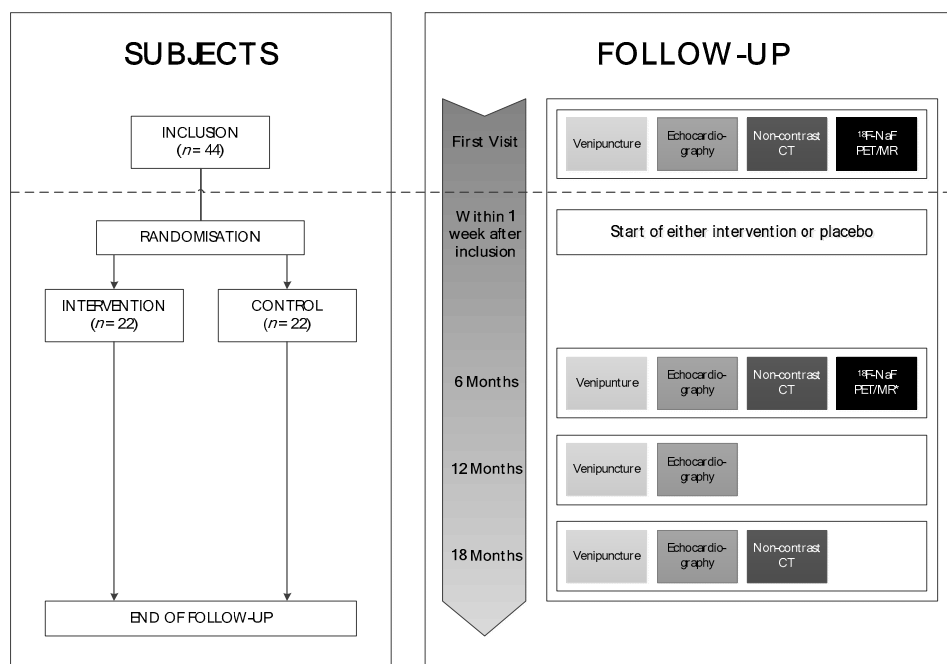 SUBJECTS
INCLUSION
(n = 44)
RANDOMISATION
INTERVENTION
(n = 22)
CONTROL
(n = 22)
END OF FOLLOW-UP
FOLLOW-UP
First Visit
Venipuncture
Echocardio-
graphy
Non-contrast
CT
¹⁸F-NaF
PET/MR
Within 1
week after
inclusion
Start of either intervention or placebo
6 Months
Venipunture
Echocardio-
graphy
Non-contrast
CT
¹⁸F-NaF
PET/MR*
12 Months
Venipuncture
Echocardio-
graphy
18 Months
Venipuncture
Echocardio-
graphy
Non-contrast
CT